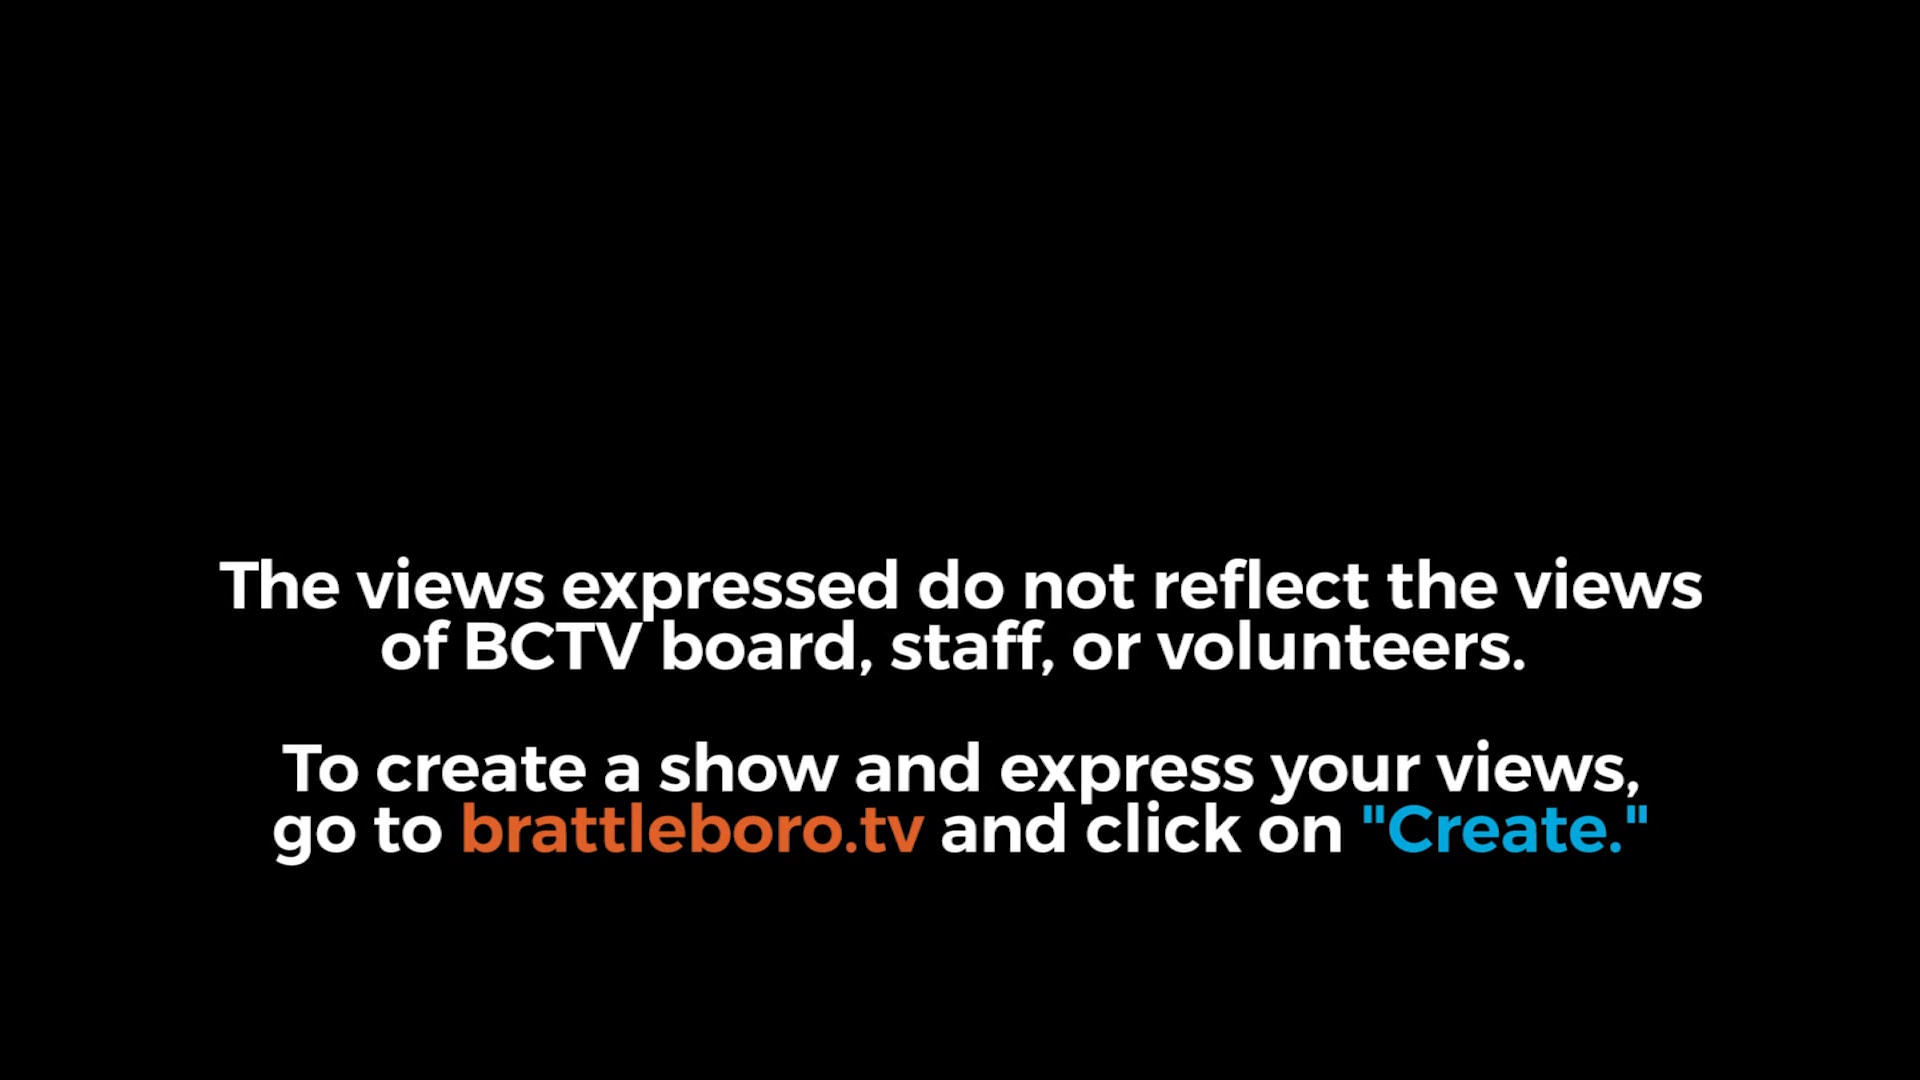 The views expressed do not reflect the views
of BCTV board, staff, or volunteers.
To create a show and express your views,
go to brattleboro.tv and click on "Create."